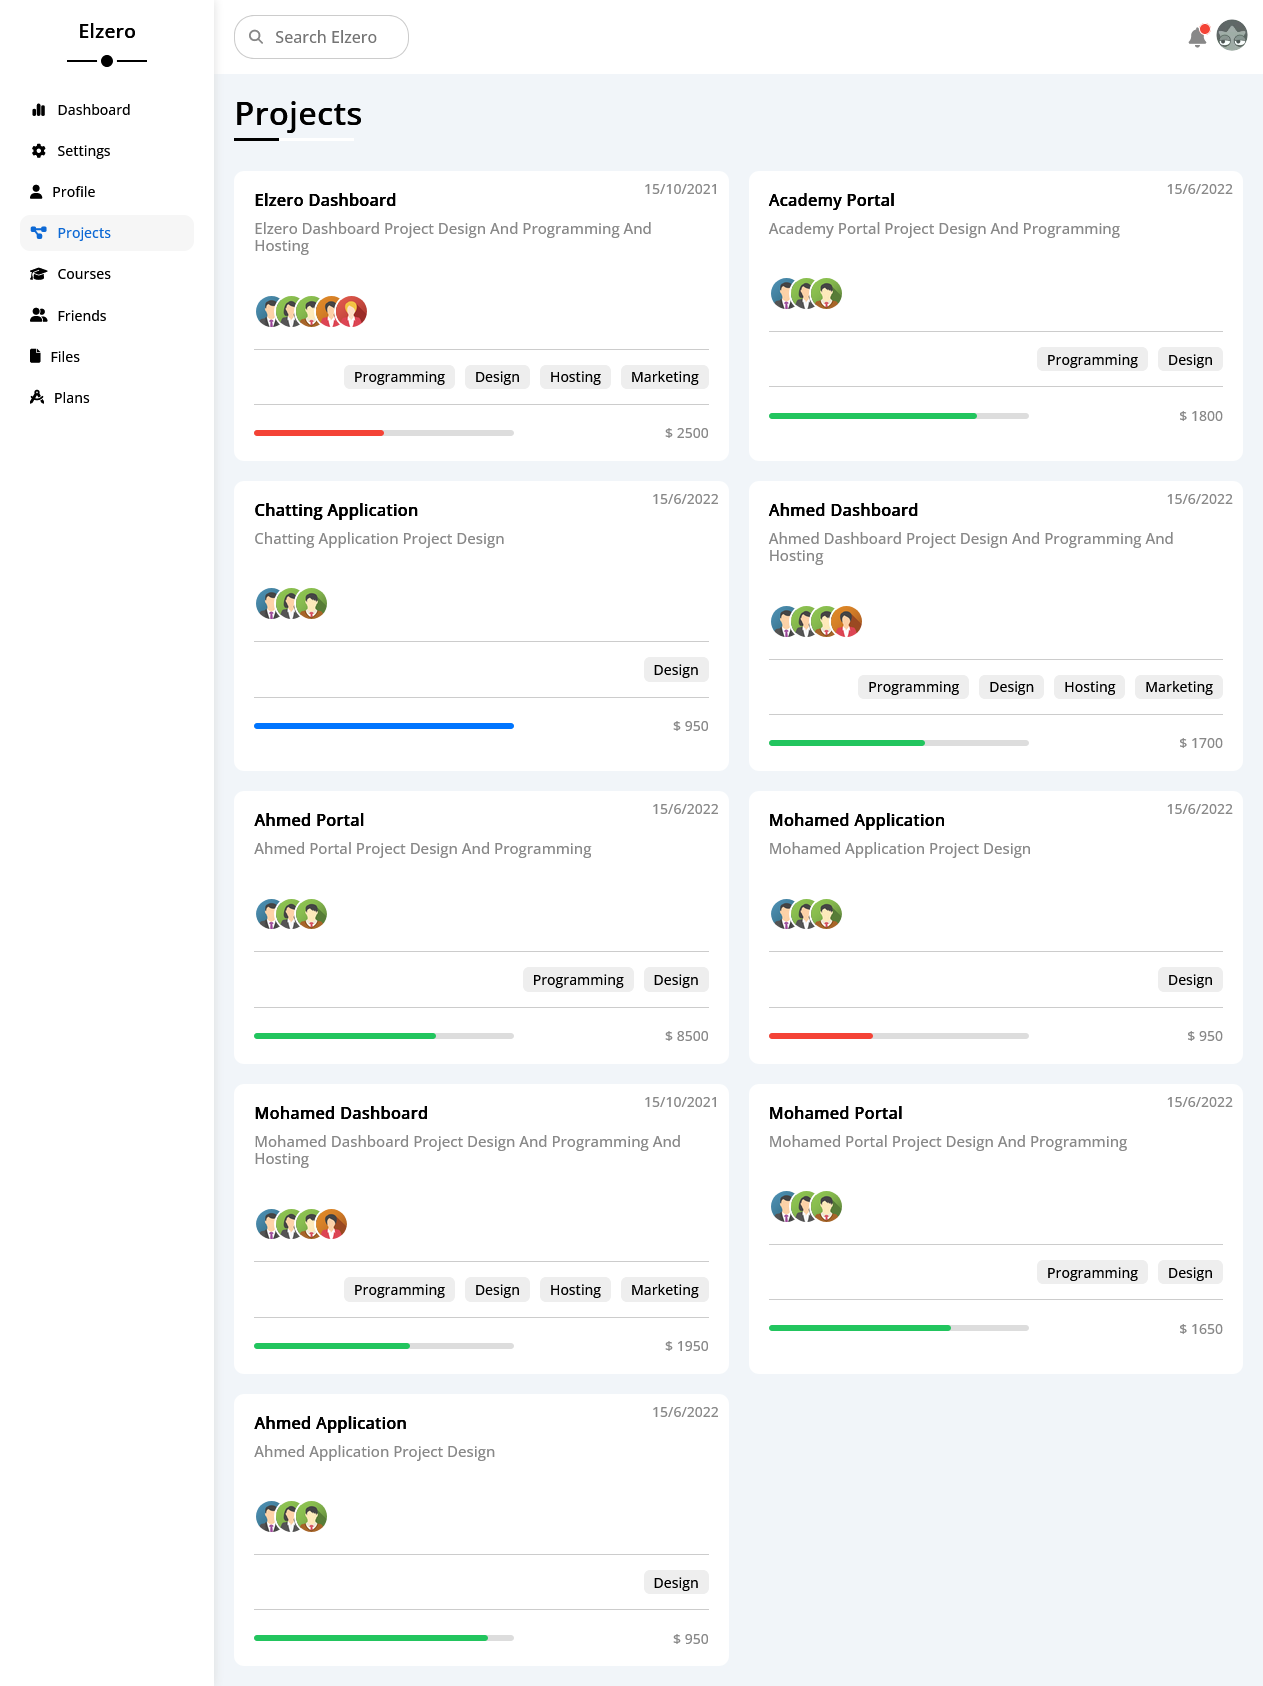 Elzero
Search Elzero
Dashboard
Settings
Profile
Projects
Courses
Friends
Files
Plans
Projects
Elzero Dashboard
15/10/2021
Elzero Dashboard Project Design And Programming And
Hosting
Programming Design Hosting Marketing
$ 2500
Academy Portal
15/6/2022
Academy Portal Project Design And Programming
Programming Design
$ 1800
Chatting Application
15/6/2022
Chatting Application Project Design
Design
$ 950
Ahmed Dashboard
15/6/2022
Ahmed Dashboard Project Design And Programming And
Hosting
Programming Design Hosting Marketing
$ 1700
Ahmed Portal
15/6/2022
Ahmed Portal Project Design And Programming
Programming Design
$ 8500
Mohamed Application
15/6/2022
Mohamed Application Project Design
Design
$ 950
Mohamed Dashboard
15/10/2021
Mohamed Dashboard Project Design And Programming And
Hosting
Programming Design Hosting Marketing
$ 1950
Mohamed Portal
15/6/2022
Mohamed Portal Project Design And Programming
Programming Design
$ 1650
Ahmed Application
15/6/2022
Ahmed Application Project Design
Design
$ 950